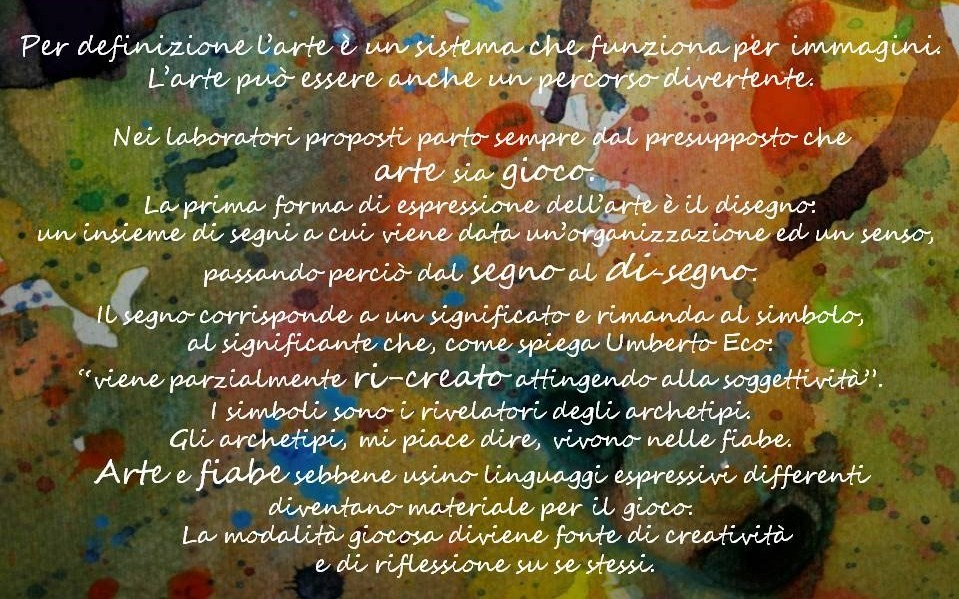 Per definizione l'arte è un sistema che funziona per immagini.
L'arte può essere anche un percorso divertente.
Nei laboratori proposti parto sempre dal presupposto che
arte sia gioco.
La prima forma di espressione dell'arte è il disegno:
un insieme di segni a cui viene data un'organizzazione ed un senso,
passando perciò dal segno al di-segno.
Il segno corrisponde a un significato e rimanda al simbolo,
al significante che, come spiega Umberto Eco:
“viene parzialmente ri-creato attingendo alla soggettività”.
I simboli sono i rivelatori degli archetipi.
Gli archetipi, mi piace dire, vivono nelle fiabe.
Arte e fiabe sebbene usino linguaggi espressivi differenti
diventano materiale per il gioco.
La modalità giocosa diviene fonte di creatività
e di riflessione su se stessi.